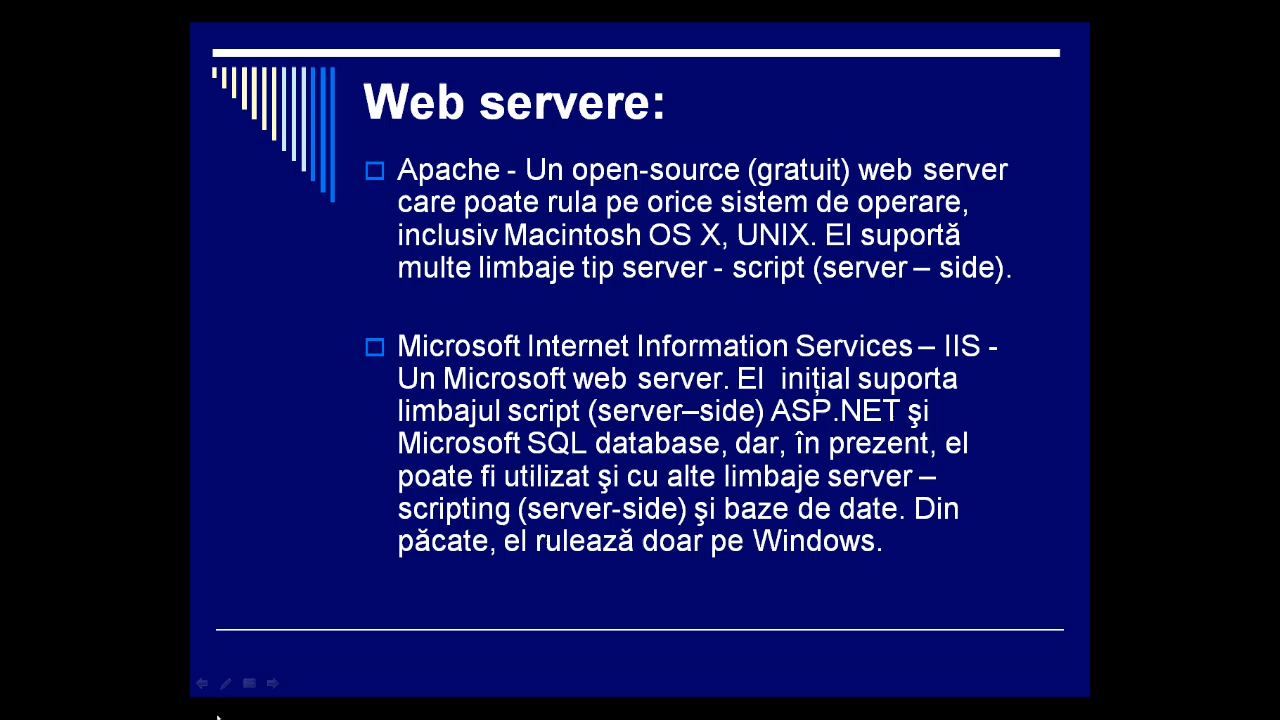 Web servere:
Apache - Un open-source (gratuit) web server
care poate rula pe orice sistem de operare,
inclusiv Macintosh OS X, UNIX. El suportă
multe limbaje tip server - script (server – side).
Microsoft Internet Information Services – IIS -
Un Microsoft web server. El  inițial suporta
limbajul script (server–side) ASP.NET şi
Microsoft SQL database, dar, în prezent, el
poate fi utilizat şi cu alte limbaje server –
scripting (server-side) şi baze de date. Din
păcate, el rulează doar pe Windows.